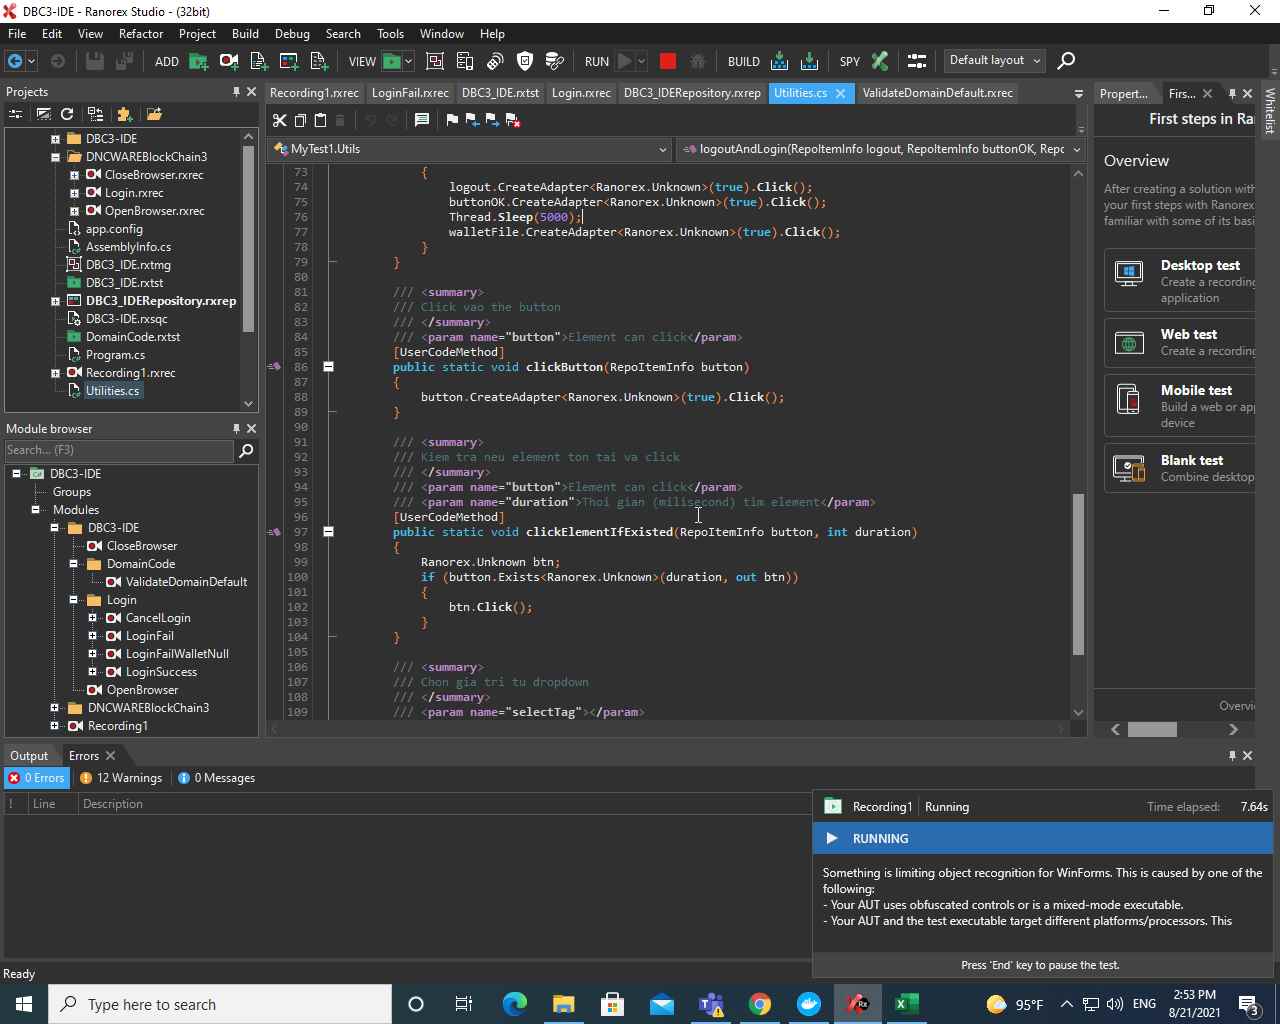 DBC3-IDE - Ranorex Studio - (32bit)
File Edit View Refactor Project Build Debug Search Tools Window Help
ADD VIEW RUN BUILD SPY Default layout
Projects
DBC3-IDE
DNCWAREBlockChain3
CloseBrowser.rxrec
Login.rxrec
OpenBrowser.rxrec
app.config
AssemblyInfo.cs
DBC3_IDE.rxtmg
DBC3_IDE.rxtst
DBC3_IDERepository.rxrep
DBC3-IDE.rxsqc
DomainCode.rxtst
Program.cs
Recording1.rxrec
Utilities.cs
Module browser
Search... (F3)
DBC3-IDE
Groups
Modules
DBC3-IDE
CloseBrowser
DomainCode
ValidateDomainDefault
Login
CancelLogin
LoginFail
LoginFailWalletNull
LoginSuccess
OpenBrowser
DNCWAREBlockChain3
Recording1
Recording1.rxrec LoginFail.rxrec DBC3_IDE.rxtst Login.rxrec DBC3_IDERepository.rxrep Utilities.cs ValidateDomainDefault.rxrec
MyTest1.Utils logoutAndLogin(RepoItemInfo logout, RepoItemInfo buttonOK, Repc
73 {
74 logout.CreateAdapter<Ranorex.Unknown>(true).Click();
75 buttonOK.CreateAdapter<Ranorex.Unknown>(true).Click();
76 Thread.Sleep(5000);
77 walletFile.CreateAdapter<Ranorex.Unknown>(true).Click();
78 }
79 }
80
81 /// <summary>
82 /// Click vao the button
83 /// </summary>
84 /// <param name="button">Element can click</param>
85 [UserCodeMethod]
86 public static void clickButton(RepoItemInfo button)
87 {
88 button.CreateAdapter<Ranorex.Unknown>(true).Click();
89 }
90
91 /// <summary>
92 /// Kiem tra neu element ton tai va click
93 /// </summary>
94 /// <param name="button">Element can click</param>
95 /// <param name="duration">Thoi gian (milisecond) tim element</param>
96 [UserCodeMethod]
97 public static void clickElementIfExisted(RepoItemInfo button, int duration)
98 {
99 Ranorex.Unknown btn;
100 if (button.Exists<Ranorex.Unknown>(duration, out btn))
101 {
102 btn.Click();
103 }
104 }
105
106 /// <summary>
107 /// Chon gia tri tu dropdown
108 /// </summary>
109 /// <param name="selectTag"></param>
Propert... Firs...
Whitelist
First steps in Ra
Overview
After creating a solution with
your first steps with Ranorex
familiar with some of its basi
Desktop test
Create a recording
application
Web test
Create a recording
Mobile test
Build a web or app
device
Blank test
Combine desktop
Overvi
Output Errors
0 Errors 12 Warnings 0 Messages
! Line Description
Recording1 Running Time elapsed: 7.64s
RUNNING
Something is limiting object recognition for WinForms. This is caused by one of the
following:
- Your AUT uses obfuscated controls or is a mixed-mode executable.
- Your AUT and the test executable target different platforms/processors. This
Press 'End' key to pause the test.
Ready
Type here to search
95°F ENG 2:53 PM
8/21/2021
3